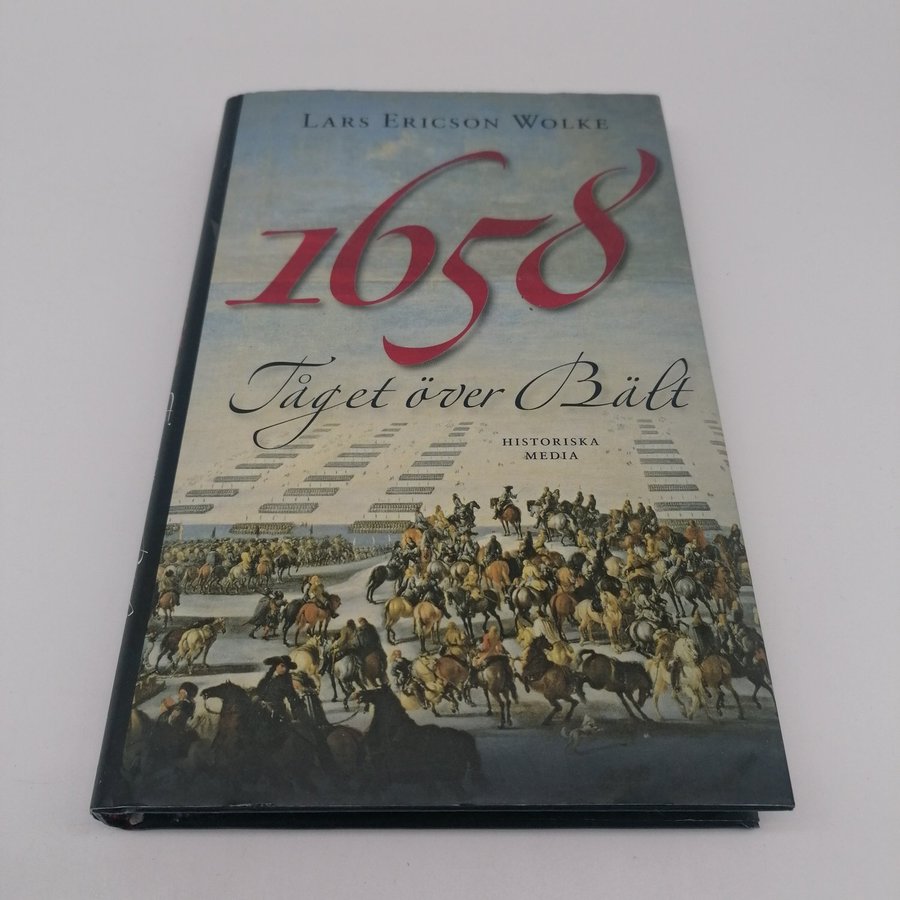 LARS ERICSON WOLKE
1658
Tåget över Bält
HISTORISKA
MEDIA